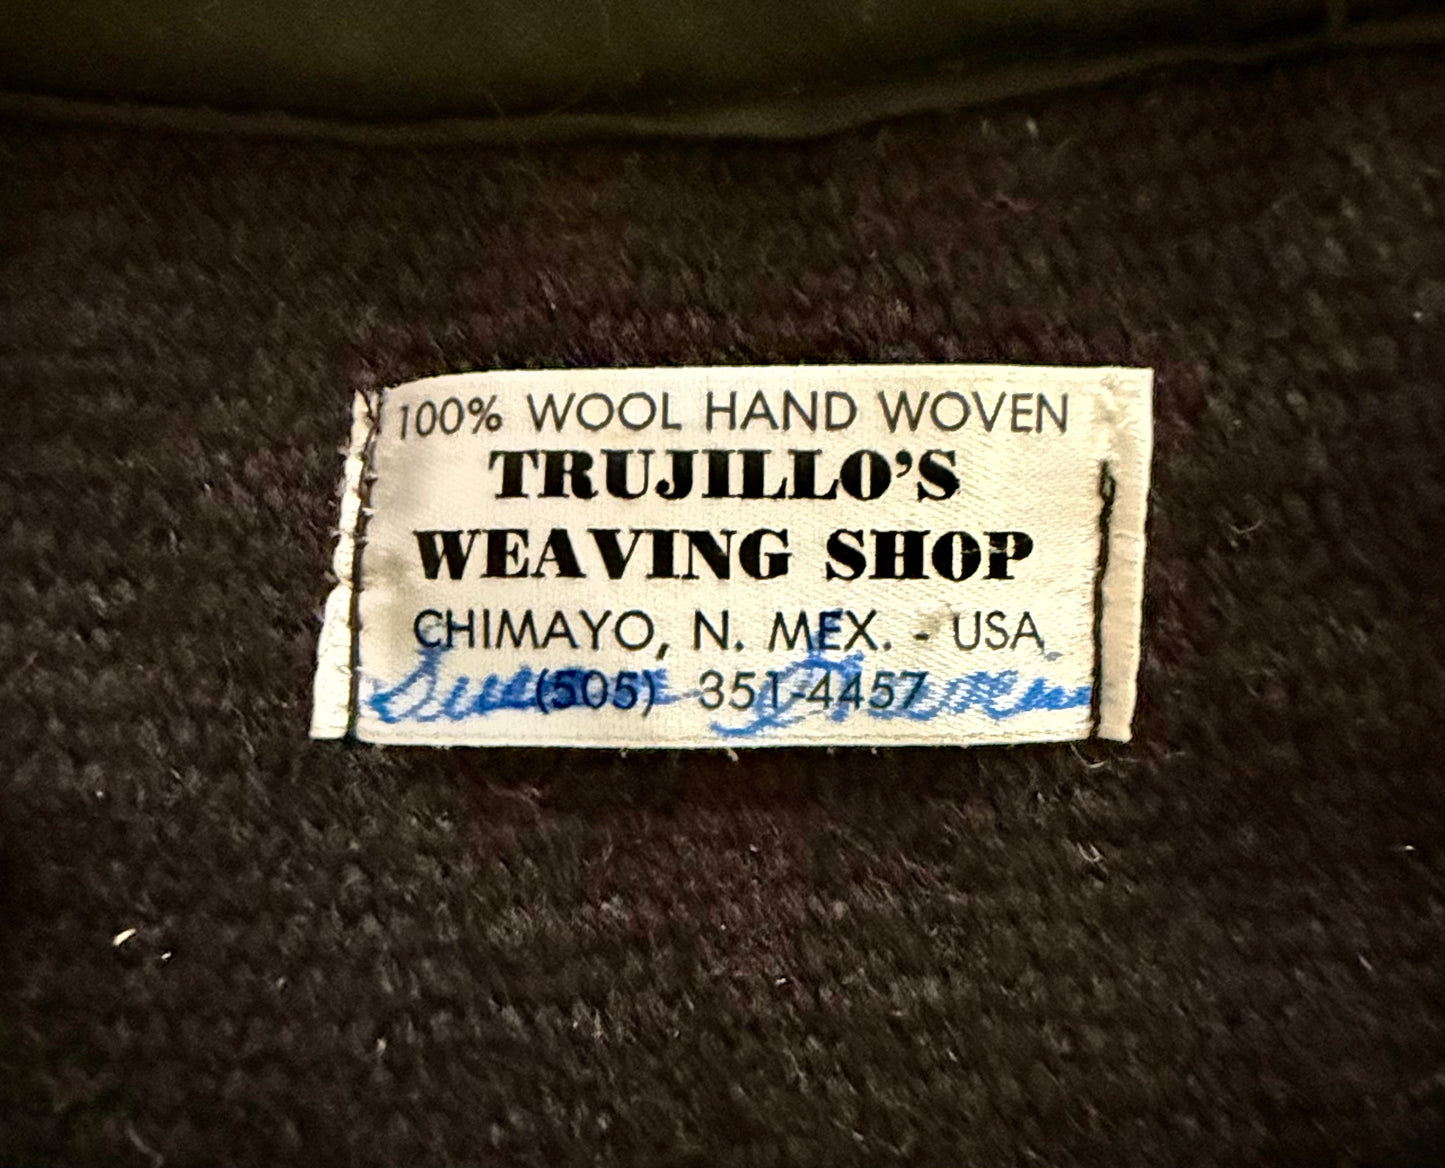 100% WOOL HAND WOVEN
TRUJILLO'S
WEAVING SHOP
CHIMAYO, N. MEX. - USA
(505) 351-4457